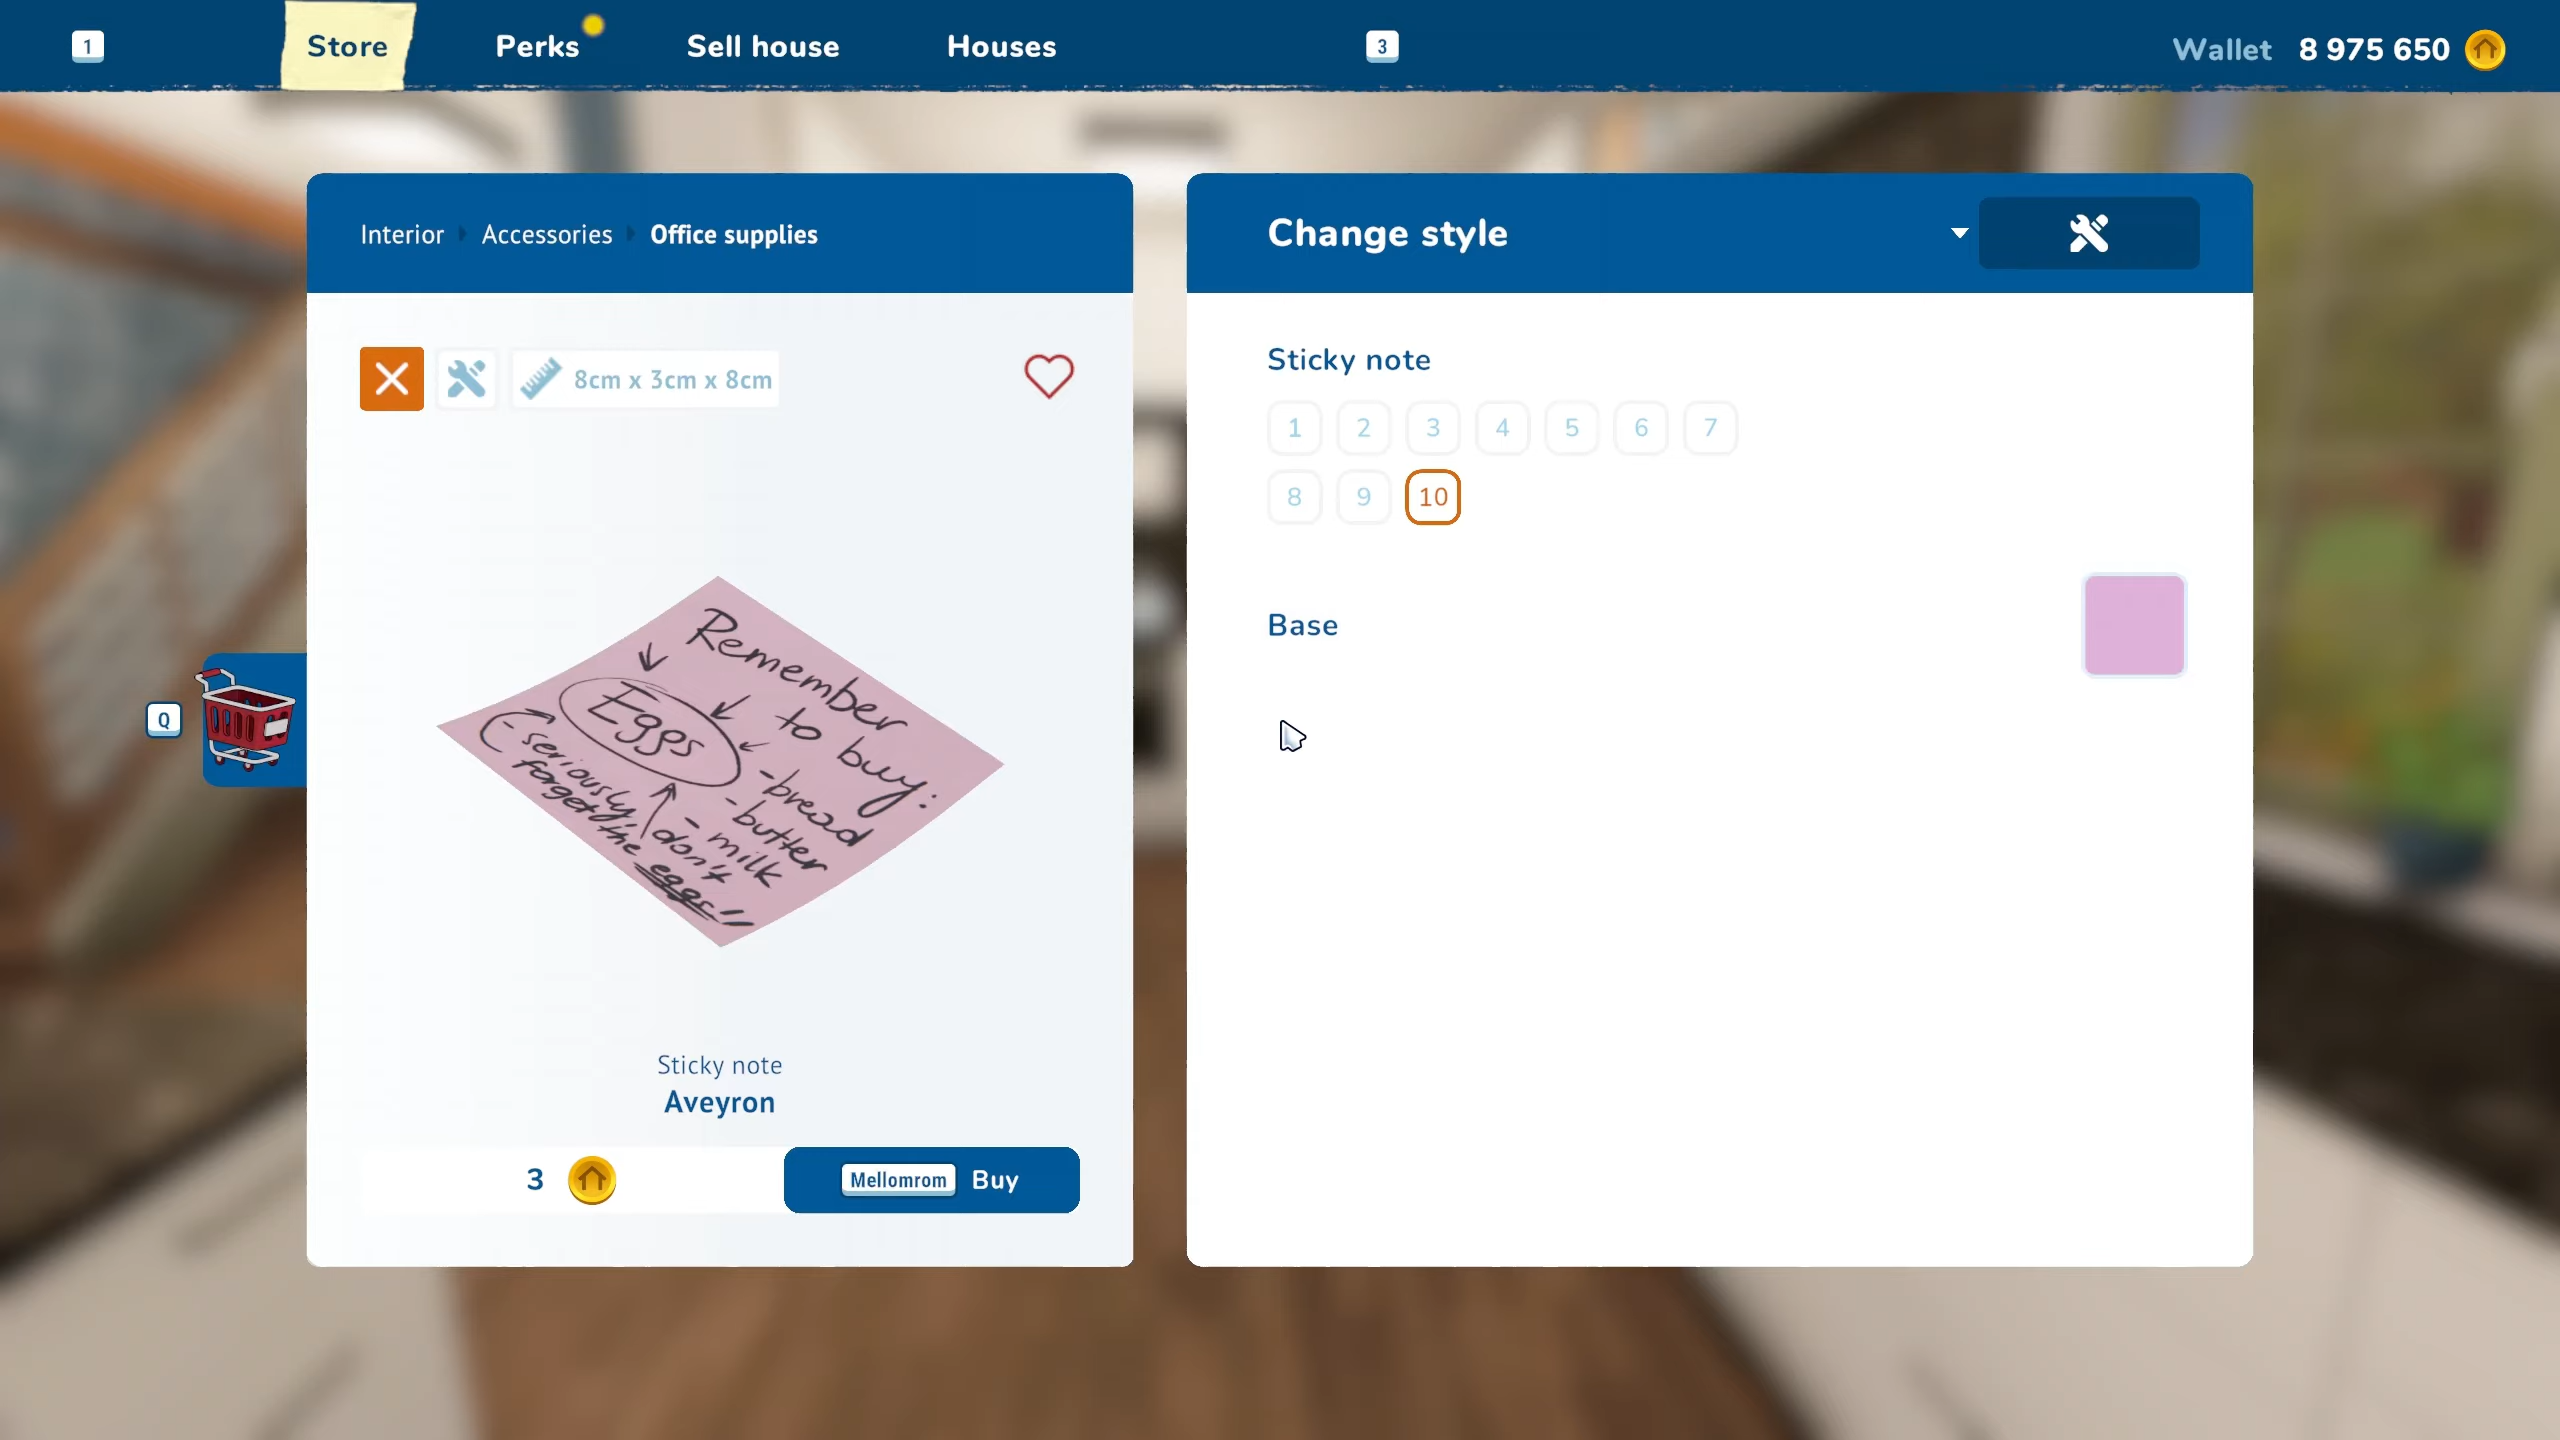 1
Store
Perks
Sell house
Houses
3
Wallet 8 975 650
Interior Accessories Office supplies
8cm x 3cm x 8cm
Remember
to buy:
-bread
-butter
- milk
Eggs
(- seriously, don't
forget the eggs!!
Sticky note
Aveyron
3
Mellomrom Buy
Q
Change style
Sticky note
1 2 3 4 5 6 7
8 9 10
Base